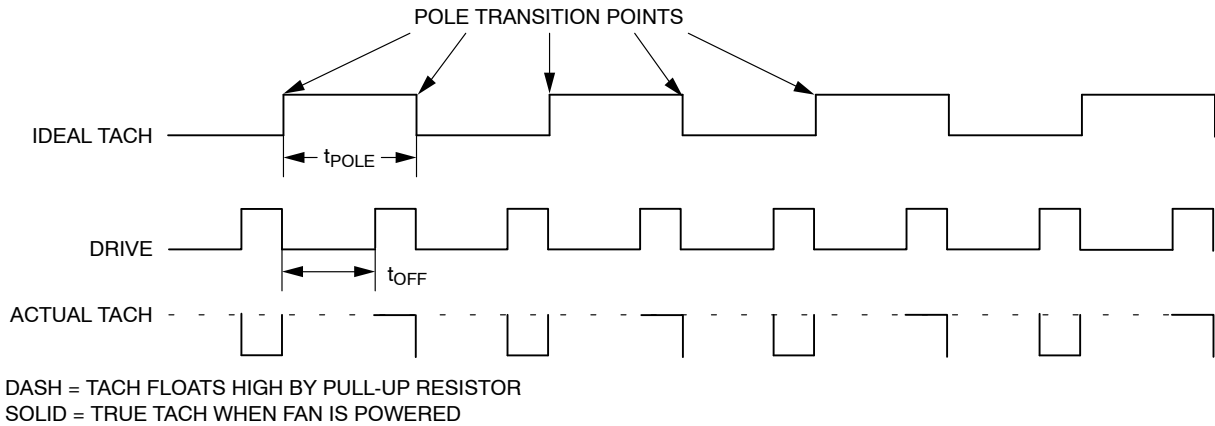 POLE TRANSITION POINTS
IDEAL TACH
tPOLE
DRIVE
tOFF
ACTUAL TACH
DASH = TACH FLOATS HIGH BY PULL-UP RESISTOR
SOLID = TRUE TACH WHEN FAN IS POWERED